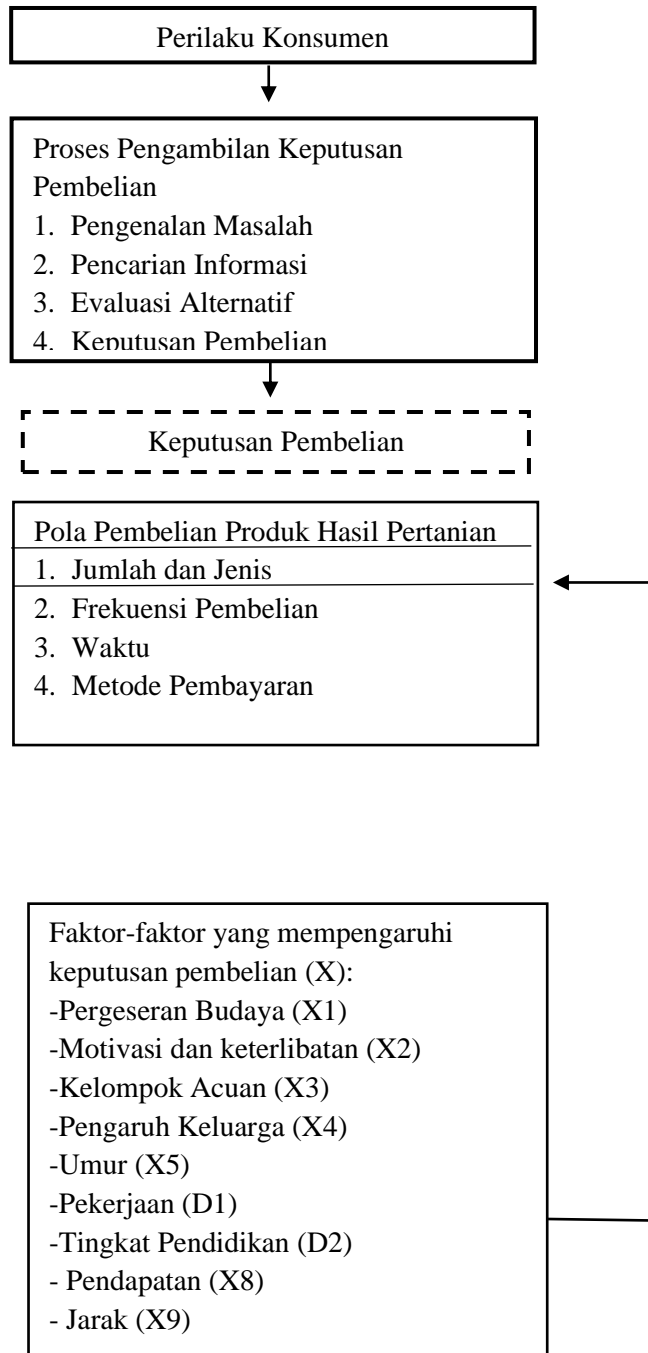 Perilaku Konsumen
Proses Pengambilan Keputusan
Pembelian
1. Pengenalan Masalah
2. Pencarian Informasi
3. Evaluasi Alternatif
4. Keputusan Pembelian
Keputusan Pembelian
Pola Pembelian Produk Hasil Pertanian
1. Jumlah dan Jenis
2. Frekuensi Pembelian
3. Waktu
4. Metode Pembayaran
Faktor-faktor yang mempengaruhi
keputusan pembelian (X):
-Pergeseran Budaya (X1)
-Motivasi dan keterlibatan (X2)
-Kelompok Acuan (X3)
-Pengaruh Keluarga (X4)
-Umur (X5)
-Pekerjaan (D1)
-Tingkat Pendidikan (D2)
- Pendapatan (X8)
- Jarak (X9)